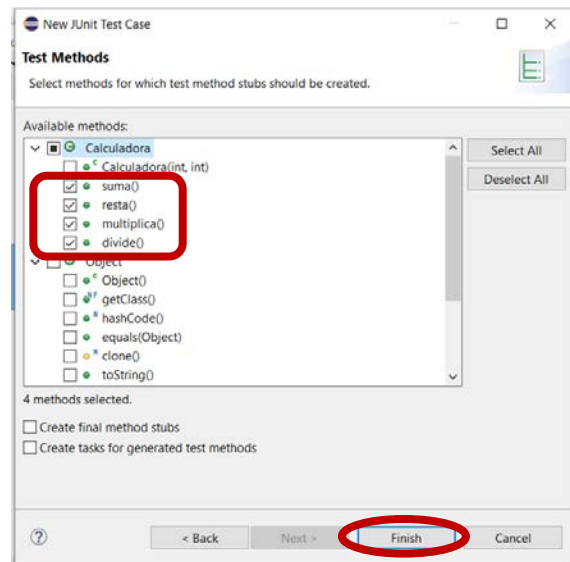 New JUnit Test Case
Test Methods
Select methods for which test method stubs should be created.
Available methods:
Calculadora
Calculadora(int, int)
suma()
resta()
multiplica()
divide()
Object
Object()
getClass()
hashCode()
equals(Object)
clone()
toString()
Select All
Deselect All
4 methods selected.
Create final method stubs
Create tasks for generated test methods
< Back Next > Finish Cancel